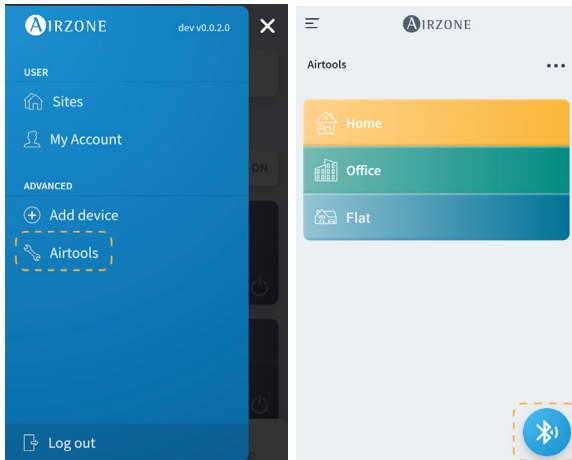 AIRZONE dev v0.0.2.0
USER
Sites
My Account
ADVANCED
Add device
Airtools
Log out
ON
AIRZONE
Airtools
Home
Office
Flat